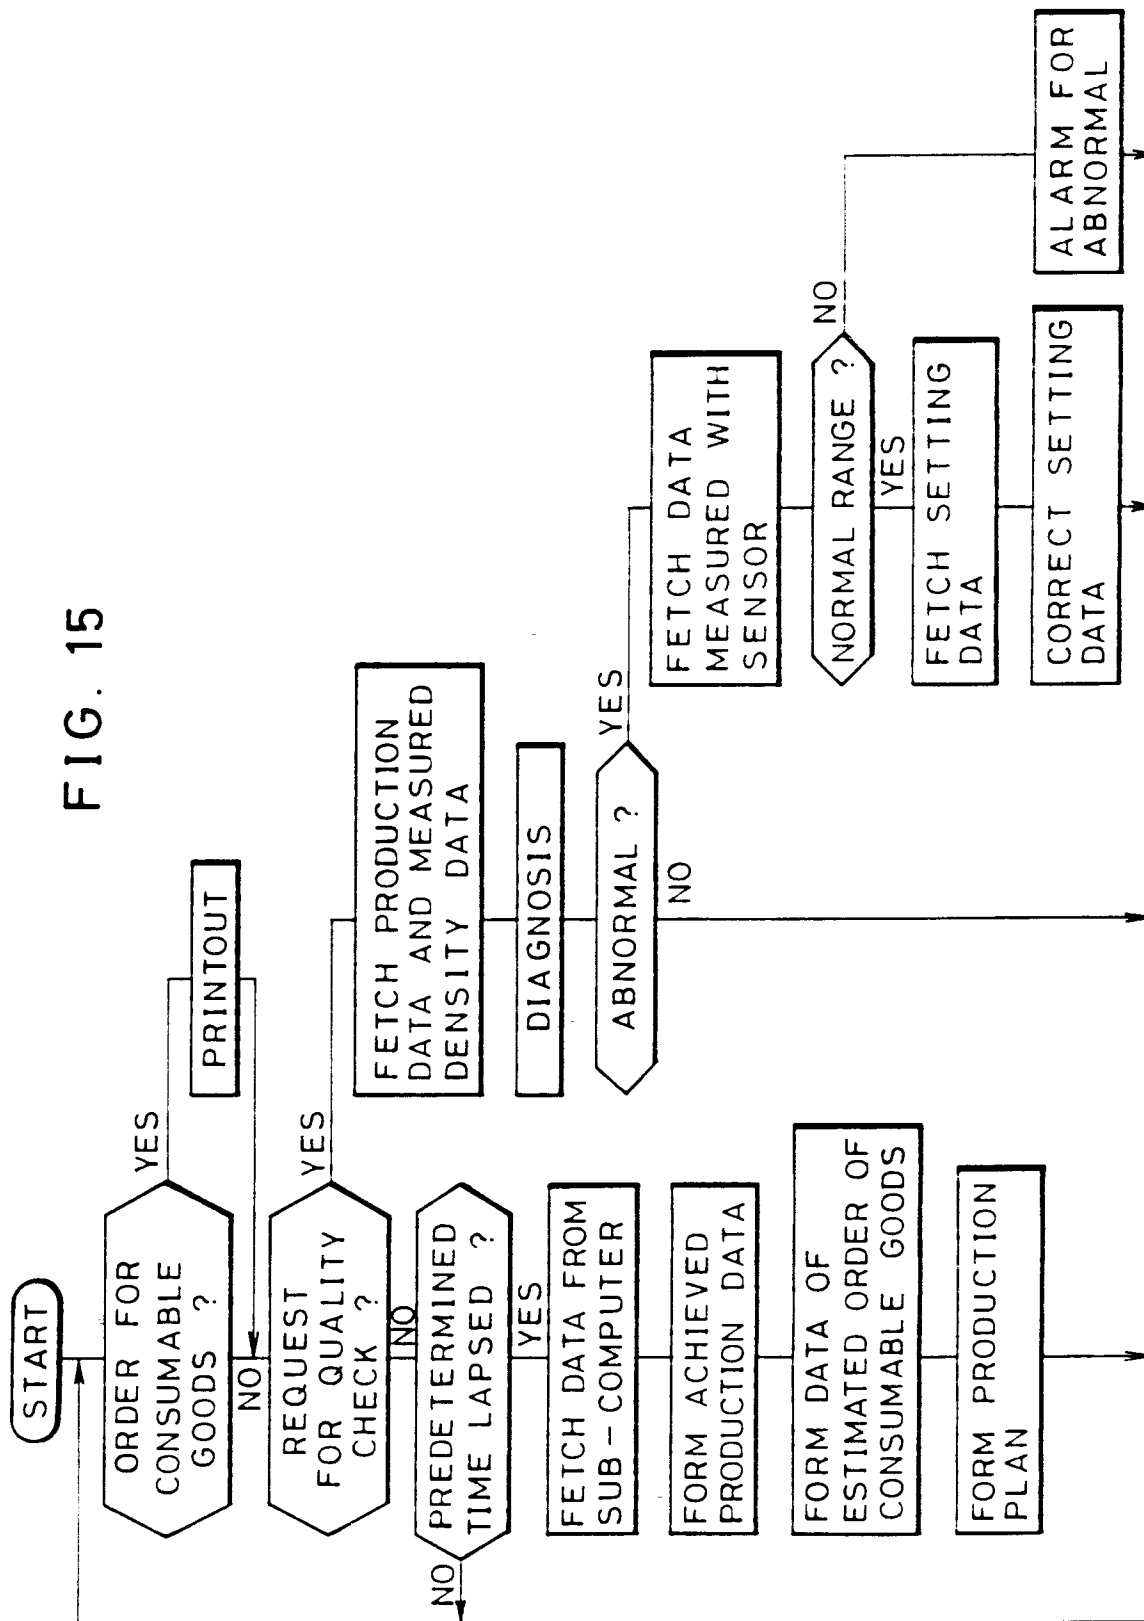 FIG. 15
START
ORDER FOR
CONSUMABLE
GOODS ?
YES
PRINTOUT
NO
REQUEST
FOR QUALITY
CHECK ?
YES
NO
PREDETERMINED
TIME LAPSED ?
NO
YES
FETCH DATA FROM
SUB-COMPUTER
FORM ACHIEVED
PRODUCTION DATA
FORM DATA OF
ESTIMATED ORDER OF
CONSUMABLE GOODS
FORM PRODUCTION
PLAN
FETCH PRODUCTION
DATA AND MEASURED
DENSITY DATA
DIAGNOSIS
ABNORMAL ?
YES
NO
FETCH DATA
MEASURED WITH
SENSOR
NORMAL RANGE ?
NO
YES
FETCH SETTING
DATA
CORRECT SETTING
DATA
ALARM FOR
ABNORMAL